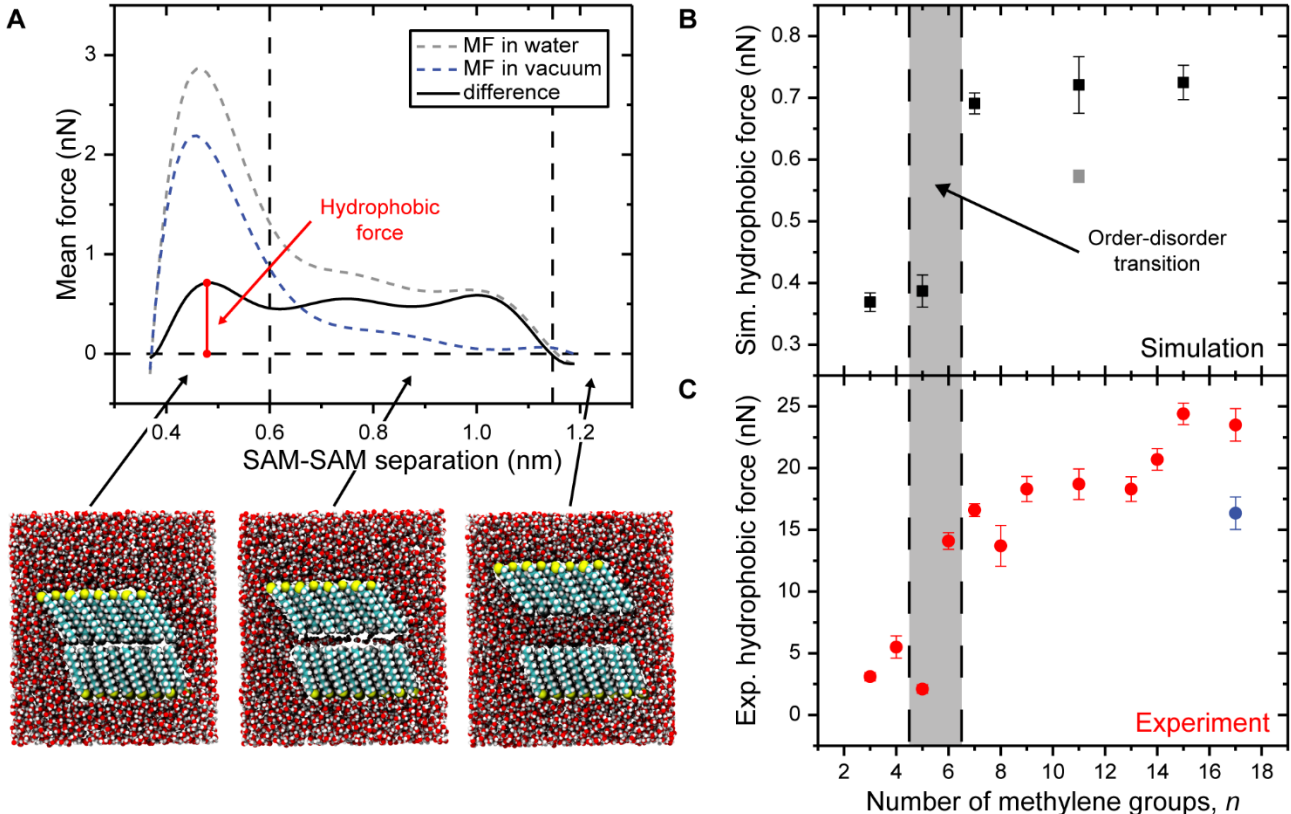 A
MF in water
MF in vacuum
difference
Hydrophobic
force
Mean force (nN)
3
2
1
0
0.4
0.6
0.8
1.0
1.2
SAM-SAM separation (nm)
B
Sim. hydrophobic force (nN)
0.8
0.7
0.6
0.5
0.4
0.3
Order-disorder
transition
Simulation
C
Exp. hydrophobic force (nN)
25
20
15
10
5
0
Experiment
2
4
6
8
10
12
14
16
18
Number of methylene groups, n